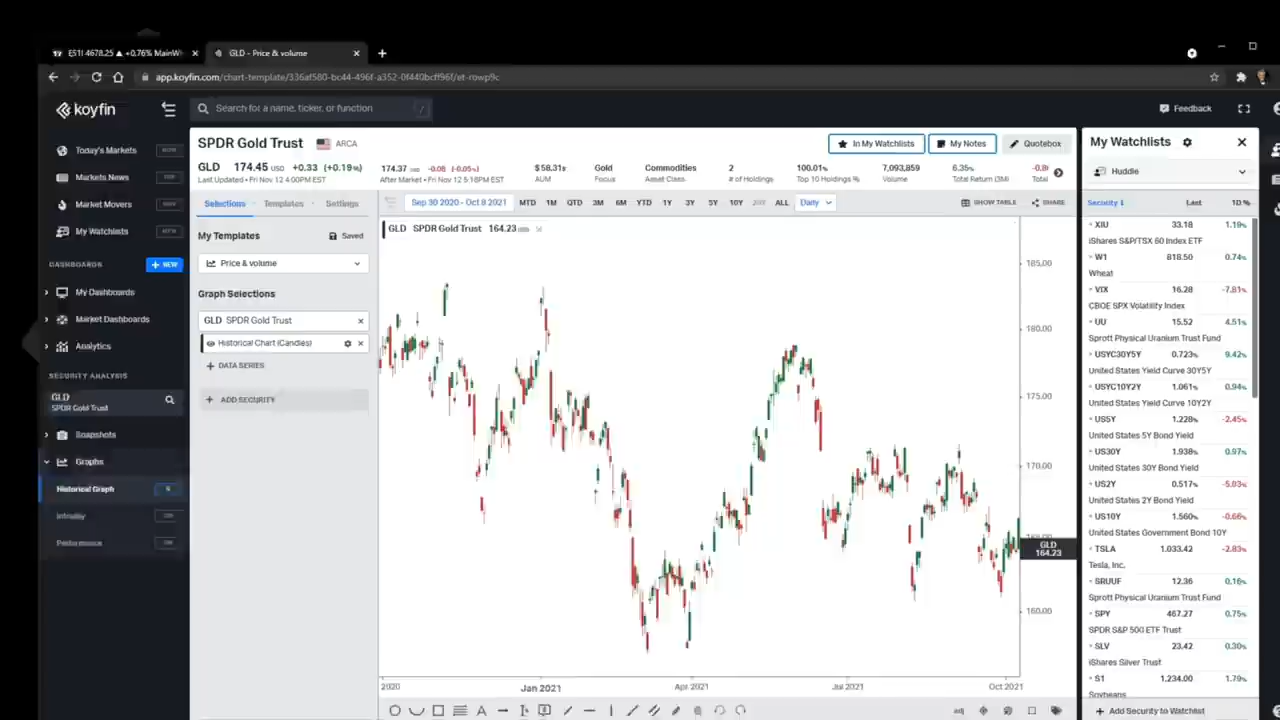 ES1! 4678.25 ▲ +0.76% MainW
GLD - Price & volume
app.koyfin.com/chart-template/336af580-bc44-496f-a352-0f440bcff96f/et-rowp9c
koyfin
Search for a name, ticker, or function /
Feedback
Today's Markets
Markets News
Market Movers
My Watchlists
DASHBOARDS
+ NEW
My Dashboards
Market Dashboards
Analytics
SECURITY ANALYSIS
GLD
SPDR Gold Trust
Snapshots
Graphs
Historical Graph
Intraday
Performance
SPDR Gold Trust ARCA
In My Watchlists
My Notes
Quotebox
GLD 174.45 USD +0.33 (+0.19%)
Last Updated • Fri Nov 12 4:00PM EST
174.37 -0.08 (-0.05%)
After Market • Fri Nov 12 5:16PM EST
$58.31B
AUM
Gold
Focus
Commodities
Asset Class
2
# of Holdings
100.01%
Top 10 Holdings %
7,093,859
Volume
6.35%
Total Return (3M)
Total
Selections Templates Settings
My Templates Saved
Price & volume
Graph Selections
GLD SPDR Gold Trust
Historical Chart (Candles)
+ DATA SERIES
+ ADD SECURITY
Sep 30 2020 - Oct 8 2021 MTD 1M QTD 3M 6M YTD 1Y 3Y 5Y 10Y 20Y ALL Daily
SHOW TABLE SHARE
GLD SPDR Gold Trust 164.23 USD
185.00
180.00
175.00
170.00
165.00
GLD
164.23
160.00
2020 Jan 2021 Apr 2021 Jul 2021 Oct 2021
adj
My Watchlists
Huddle
Security Last 1D %
XIU 33.18 1.19%
iShares S&P/TSX 60 Index ETF
W1 818.50 0.74%
Wheat
VIX 16.28 -7.81%
CBOE SPX Volatility Index
UU 15.52 4.51%
Sprott Physical Uranium Trust Fund
USYC30Y5Y 0.723% 9.42%
United States Yield Curve 30Y5Y
USYC10Y2Y 1.061% 0.94%
United States Yield Curve 10Y2Y
US5Y 1.228% -2.45%
United States 5Y Bond Yield
US30Y 1.938% 0.97%
United States 30Y Bond Yield
US2Y 0.517% -5.03%
United States 2Y Bond Yield
US10Y 1.560% -0.66%
United States Government Bond 10Y
TSLA 1,033.42 -2.83%
Tesla, Inc.
SRUUF 12.36 0.16%
Sprott Physical Uranium Trust Fund
SPY 467.27 0.75%
SPDR S&P 500 ETF Trust
SLV 23.42 0.30%
iShares Silver Trust
S1 1,234.00 1.79%
Soybeans
+ Add Security to Watchlist